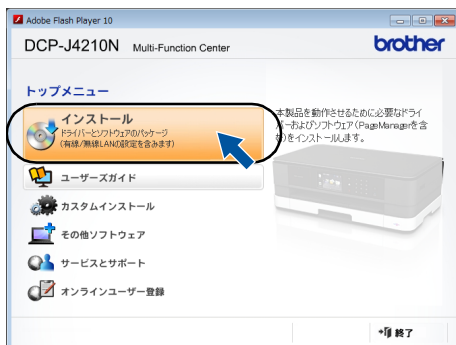 Adobe Flash Player 10
DCP-J4210N Multi-Function Center
brother
トップメニュー
インストール
ドライバーとソフトウェアのパッケージ
(有線/無線LANの設定を含みます)
本製品を動作させるために必要なドライ
バーおよびソフトウェア(PageManagerを含
む)をインストールします。
ユーザーズガイド
カスタムインストール
その他ソフトウェア
サービスとサポート
オンラインユーザー登録
終了